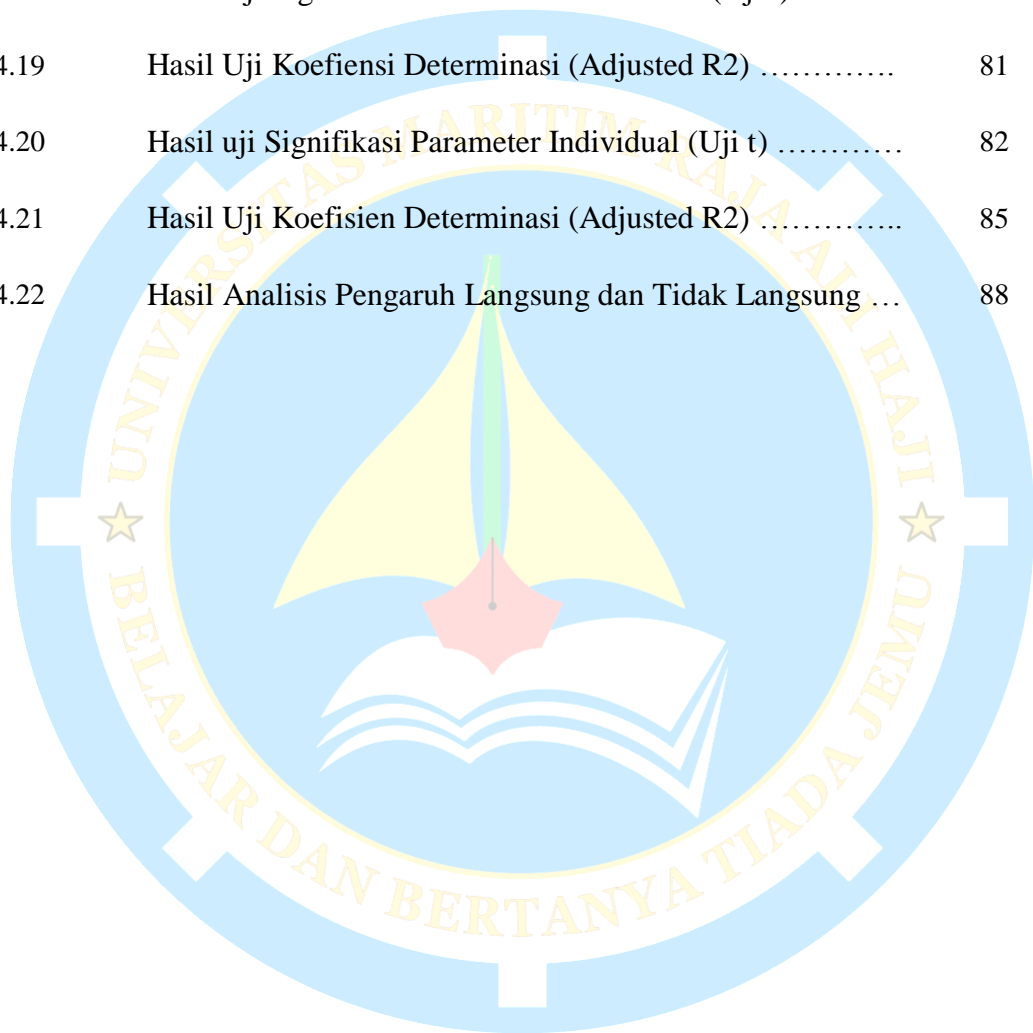 4.19 Hasil Uji Koefiensi Determinasi (Adjusted R2) …………. 81
4.20 Hasil uji Signifikasi Parameter Individual (Uji t) ………… 82
4.21 Hasil Uji Koefisien Determinasi (Adjusted R2) ………….. 85
4.22 Hasil Analisis Pengaruh Langsung dan Tidak Langsung … 88
UNIVERSITAS MARITIM RAJA ALI HAJI
BELAJAR DAN BERTANYA TIADA JEMU